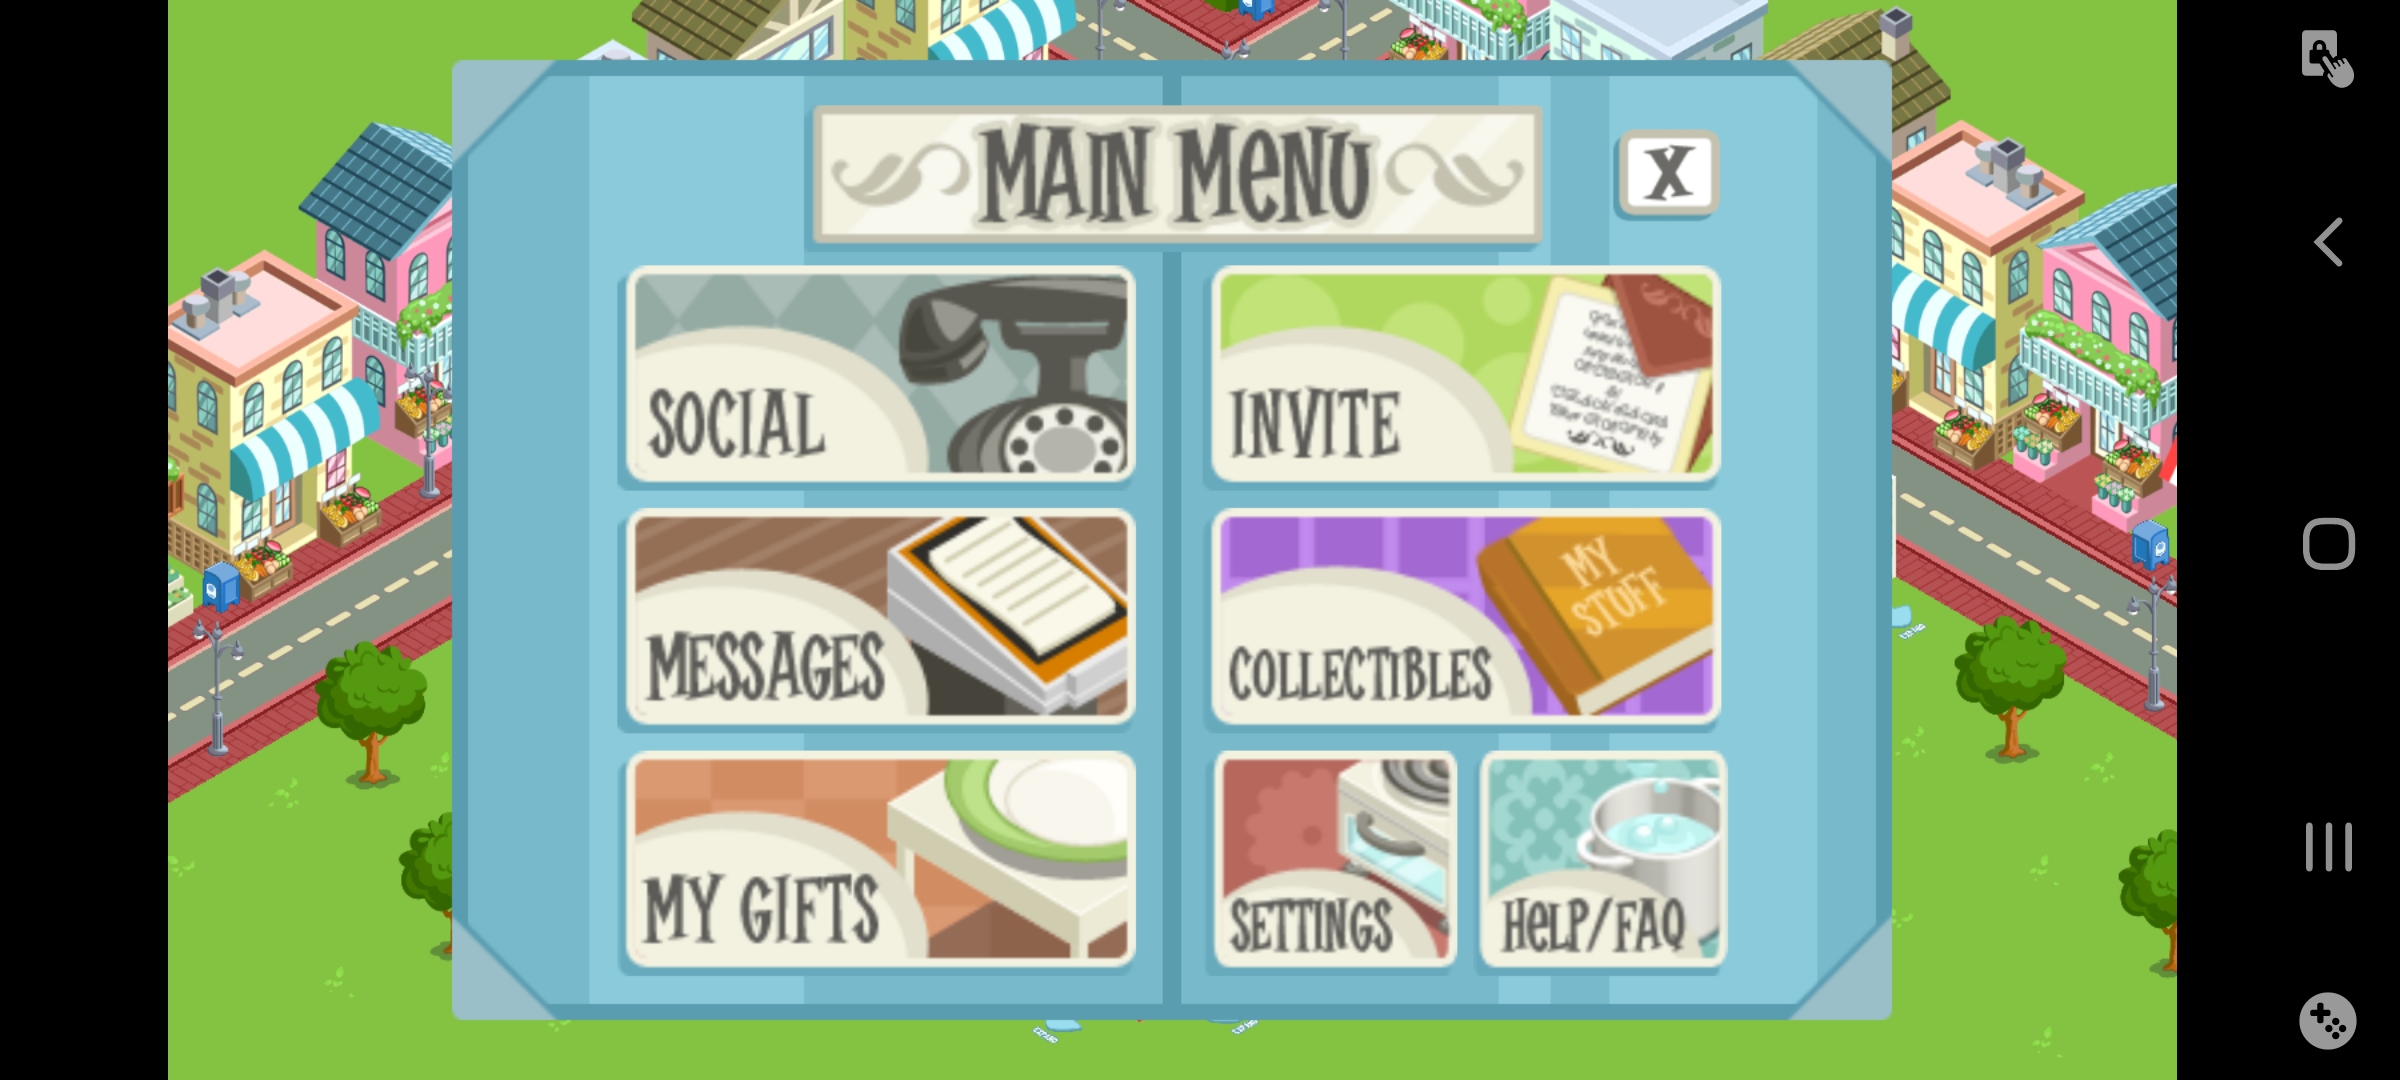 MAIN MENU
X
SOCIAL
INVITE
MESSAGES
MY
STUFF
COLLECTIBLES
MY GIFTS
SETTINGS
HELP/FAQ